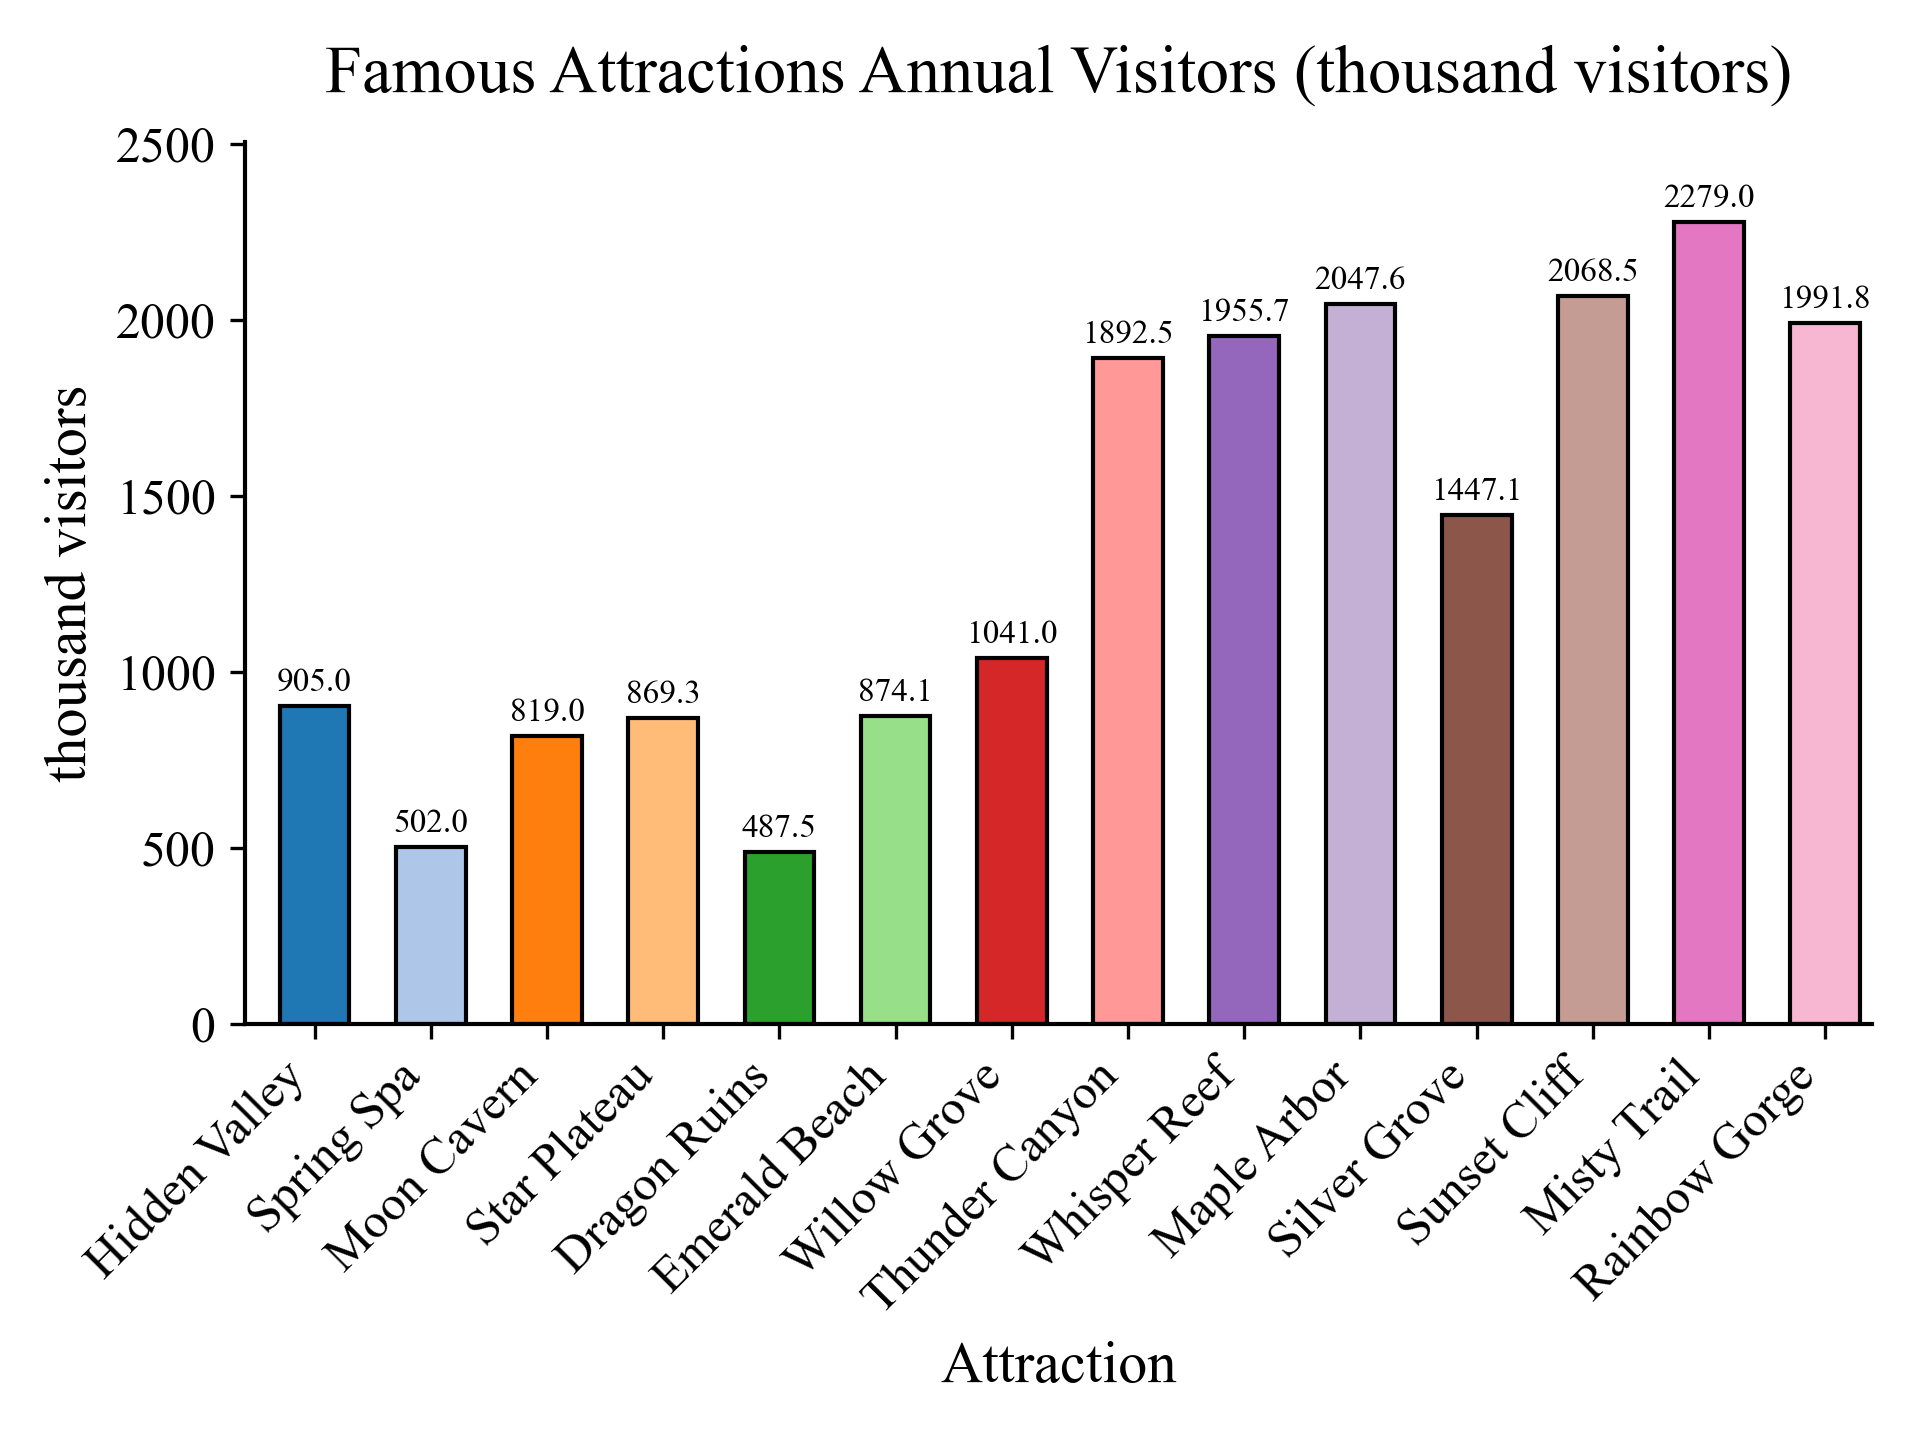 Famous Attractions Annual Visitors (thousand visitors)
thousand visitors
2500
2000
1500
1000
500
0
905.0
502.0
819.0
869.3
487.5
874.1
1041.0
1892.5
1955.7
2047.6
1447.1
2068.5
2279.0
1991.8
Hidden Valley
Spring Spa
Moon Cavern
Star Plateau
Dragon Ruins
Emerald Beach
Willow Grove
Thunder Canyon
Whisper Reef
Maple Arbor
Silver Grove
Sunset Cliff
Misty Trail
Rainbow Gorge
Attraction